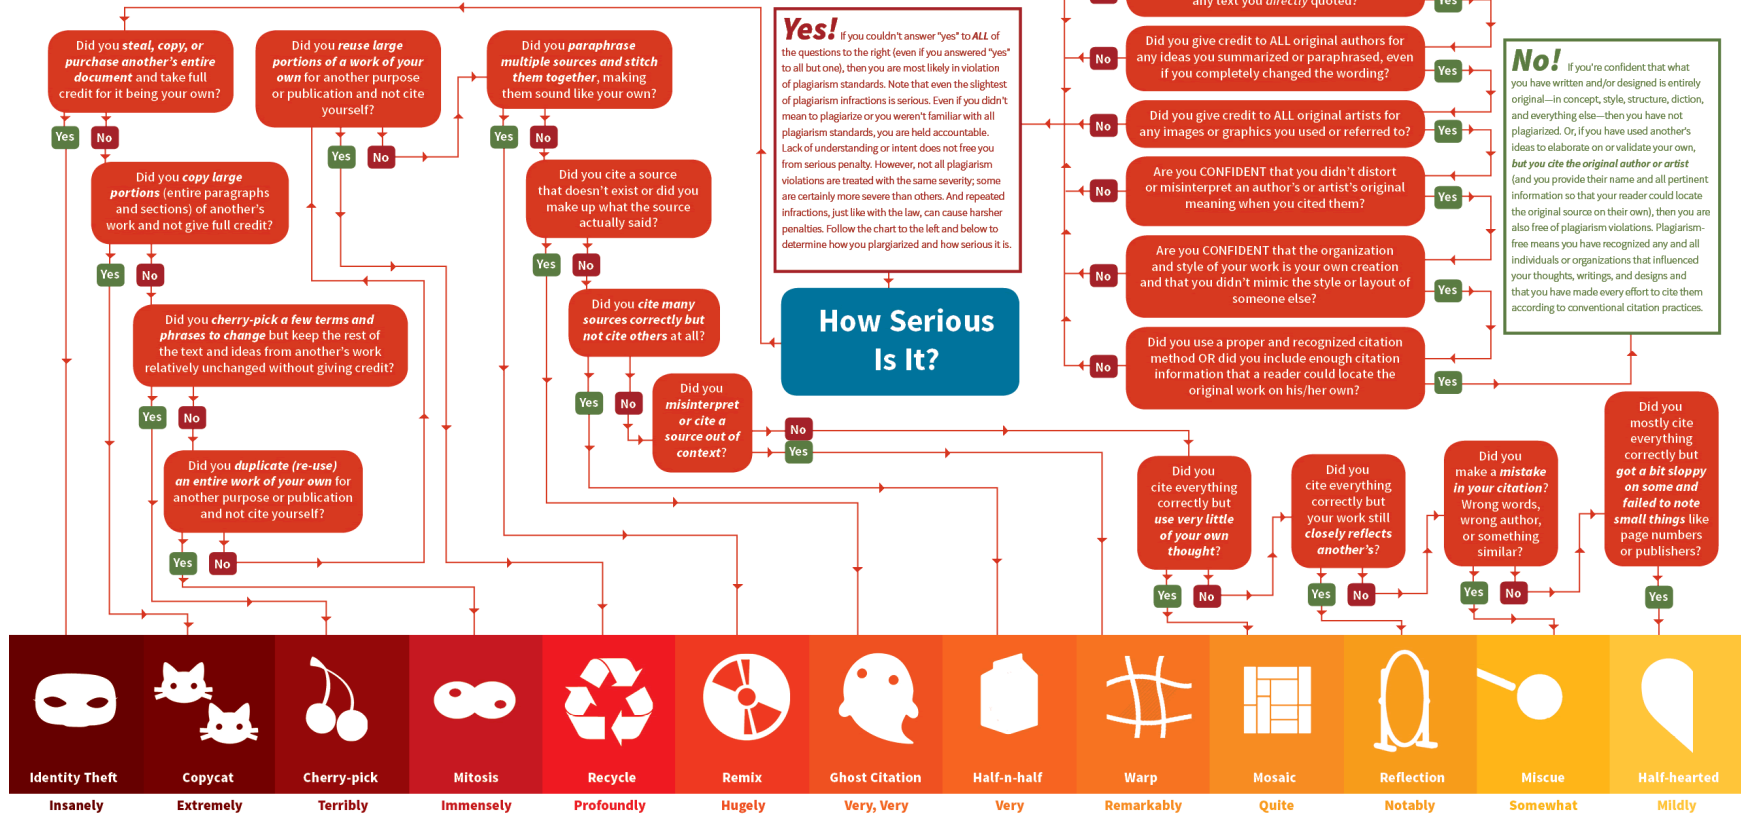 Did you steal, copy, or
purchase another's entire
document and take full
credit for it being your own?
Yes
No
Did you copy large
portions (entire paragraphs
and sections) of another's
work and not give full credit?
Yes
No
Did you cherry-pick a few terms and
phrases to change but keep the rest of
the text and ideas from another's work
relatively unchanged without giving credit?
Yes
No
Did you duplicate (re-use)
an entire work of your own for
another purpose or publication
and not cite yourself?
Yes
No
Did you reuse large
portions of a work of your
own for another purpose
or publication and not cite
yourself?
Yes
No
Did you paraphrase
multiple sources and stitch
them together, making
them sound like your own?
Yes
No
Did you cite a source
that doesn't exist or did you
make up what the source
actually said?
Yes
No
Did you cite many
sources correctly but
not cite others at all?
Yes
No
Did you
misinterpret
or cite a
source out of
context?
No
Yes
Yes! If you couldn't answer "yes" to ALL of
the questions to the right (even if you answered "yes"
to all but one), then you are most likely in violation
of plagiarism standards. Note that even the slightest
of plagiarism infractions is serious. Even if you didn't
mean to plagiarize or you weren't familiar with all
plagiarism standards, you are held accountable.
Lack of understanding or intent does not free you
from serious penalty. However, not all plagiarism
violations are treated with the same severity; some
are certainly more severe than others. And repeated
infractions, just like with the law, can cause harsher
penalties. Follow the chart to the left and below to
determine how you plargiarized and how serious it is.
How Serious
Is It?
any text you directly quoted?
No
Yes
Did you give credit to ALL original authors for
any ideas you summarized or paraphrased, even
if you completely changed the wording?
No
Yes
Did you give credit to ALL original artists for
any images or graphics you used or referred to?
No
Yes
Are you CONFIDENT that you didn't distort
or misinterpret an author's or artist's original
meaning when you cited them?
No
Yes
Are you CONFIDENT that the organization
and style of your work is your own creation
and that you didn't mimic the style or layout of
someone else?
No
Yes
Did you use a proper and recognized citation
method OR did you include enough citation
information that a reader could locate the
original work on his/her own?
No
Yes
No! If you're confident that what
you have written and/or designed is entirely
original—in concept, style, structure, diction,
and everything else—then you have not
plagiarized. Or, if you have used another's
ideas to elaborate on or validate your own,
but you cite the original author or artist
(and you provide their name and all pertinent
information so that your reader could locate
the original source on their own), then you are
also free of plagiarism violations. Plagiarism-
free means you have recognized any and all
individuals or organizations that influenced
your thoughts, writings, and designs and
that you have made every effort to cite them
according to conventional citation practices.
Did you
cite everything
correctly but
use very little
of your own
thought?
Yes
No
Did you
cite everything
correctly but
your work still
closely reflects
another's?
Yes
No
Did you
make a mistake
in your citation?
Wrong words,
wrong author,
or something
similar?
Yes
No
Did you
mostly cite
everything
correctly but
got a bit sloppy
on some and
failed to note
small things like
page numbers
or publishers?
Yes
Identity Theft
Copycat
Cherry-pick
Mitosis
Recycle
Remix
Ghost Citation
Half-n-half
Warp
Mosaic
Reflection
Miscue
Half-hearted
Insanely
Extremely
Terribly
Immensely
Profoundly
Hugely
Very, Very
Very
Remarkably
Quite
Notably
Somewhat
Mildly